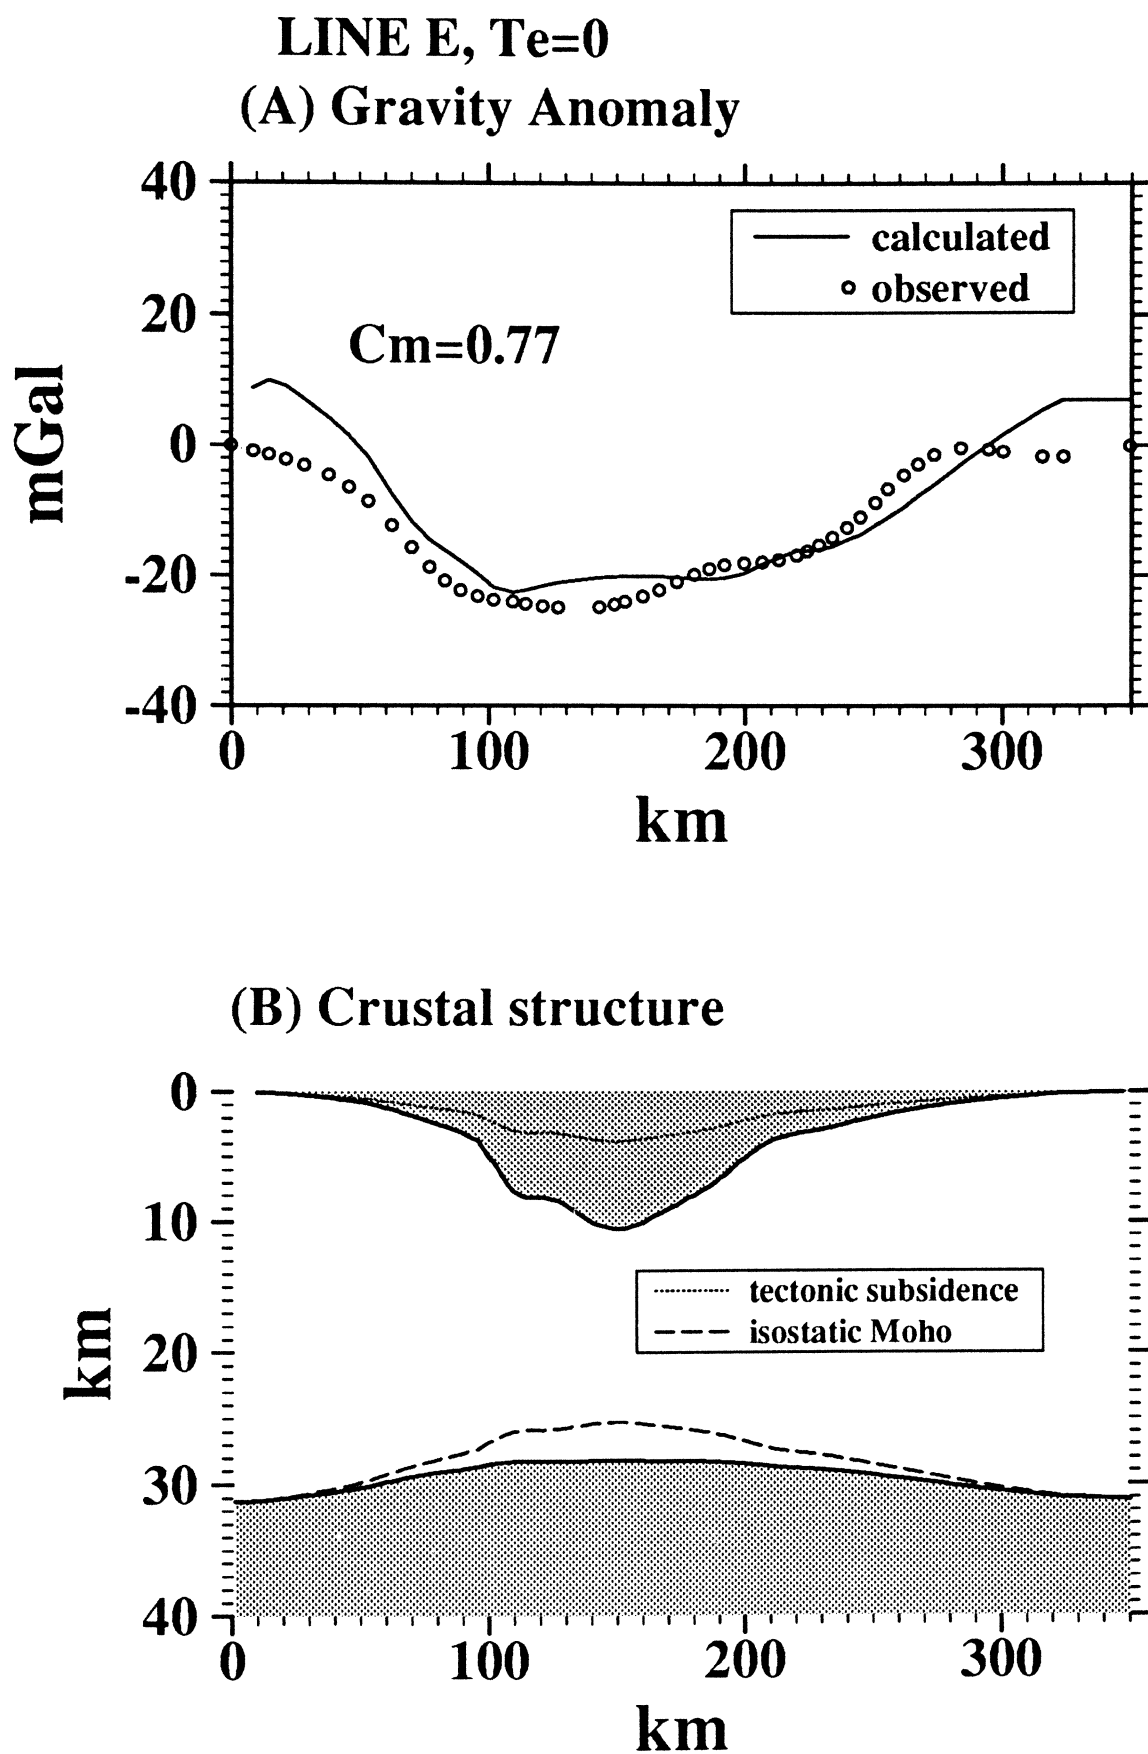 LINE E, Te=0
(A) Gravity Anomaly
40
20
0
-20
-40
mGal
calculated
observed
Cm=0.77
0 100 200 300
km
(B) Crustal structure
0
10
20
30
40
km
tectonic subsidence
isostatic Moho
0 100 200 300
km